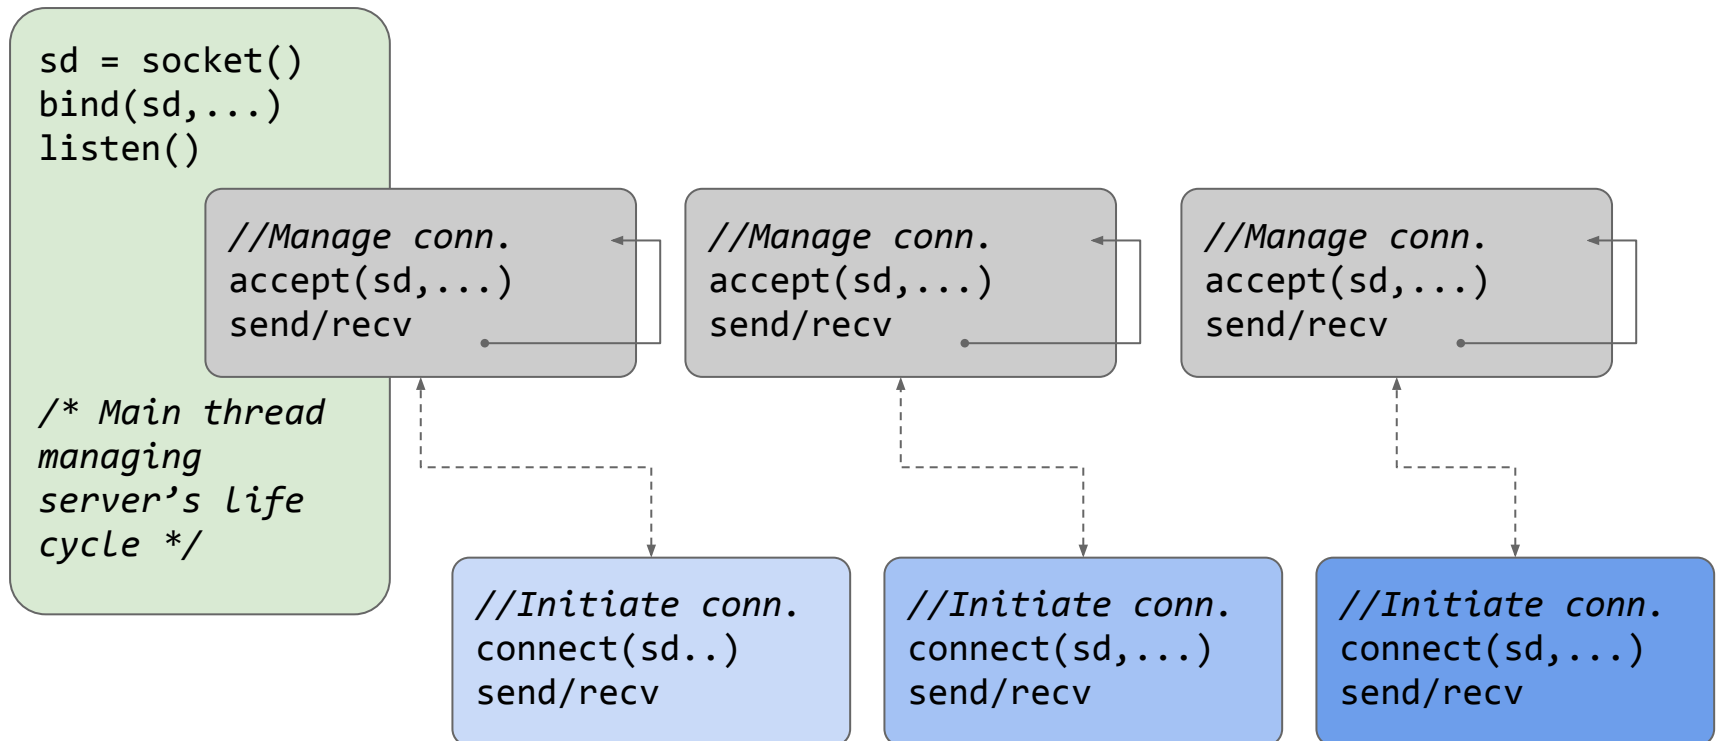 sd = socket()
bind(sd,...)
listen()
//Manage conn.
accept(sd,...)
send/recv
//Manage conn.
accept(sd,...)
send/recv
//Manage conn.
accept(sd,...)
send/recv
/* Main thread
managing
server’s life
cycle */
//Initiate conn.
connect(sd..)
send/recv
//Initiate conn.
connect(sd,...)
send/recv
//Initiate conn.
connect(sd,...)
send/recv